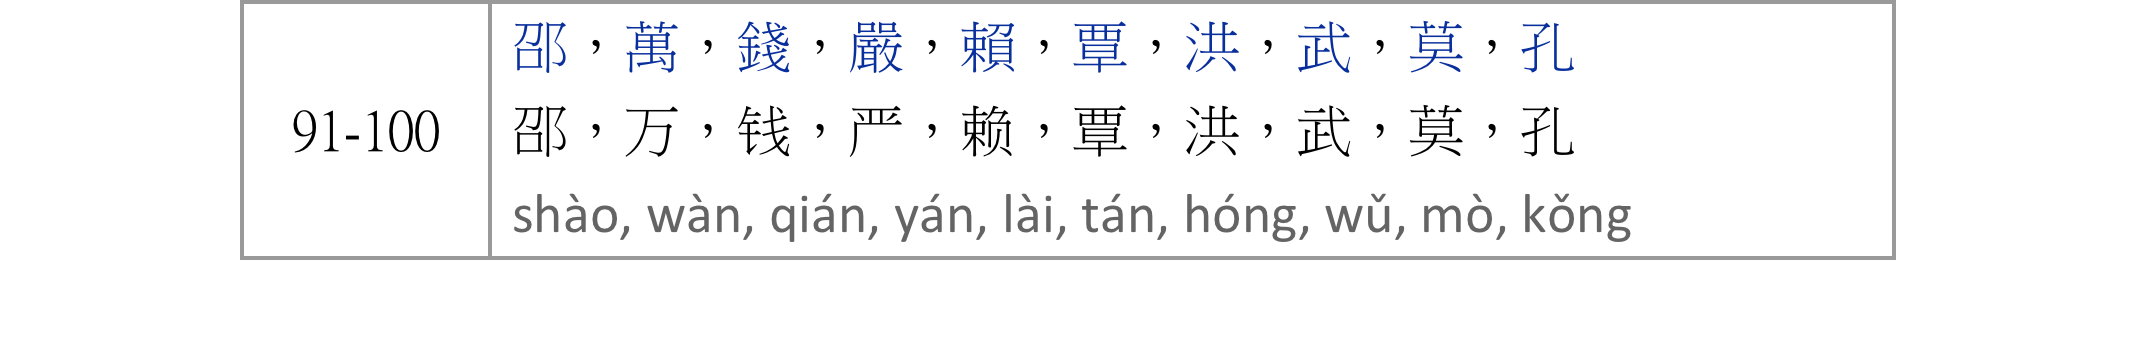 91-100
邵，萬，錢，嚴，賴，覃，洪，武，莫，孔
邵，万，钱，严，赖，覃，洪，武，莫，孔
shào, wàn, qián, yán, lài, tán, hóng, wǔ, mò, kǒng